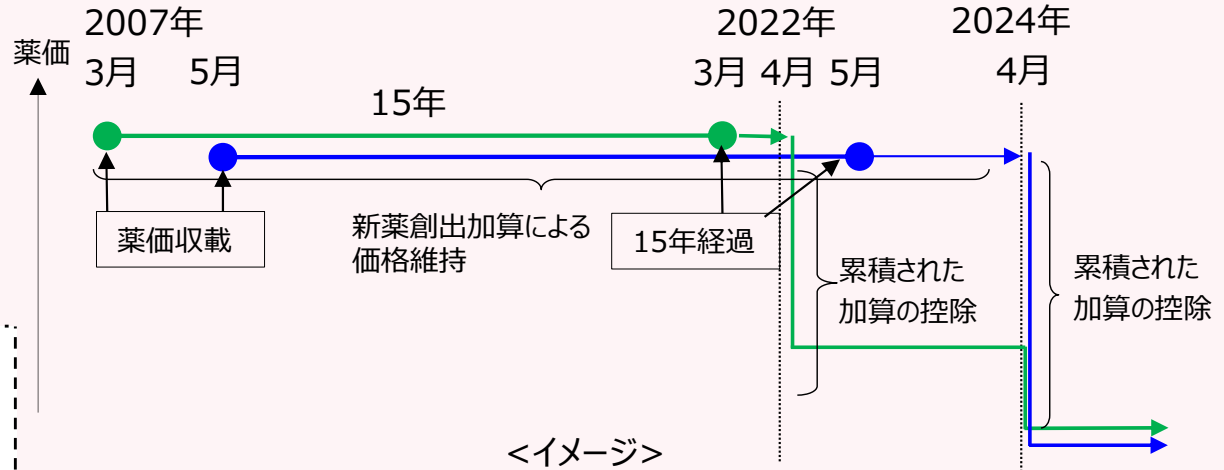 2007年
2022年
2024年
薬価
3月
5月
3月
4月
5月
4月
15年
薬価収載
新薬創出加算による
価格維持
15年経過
累積された
加算の控除
累積された
加算の控除
<イメージ>